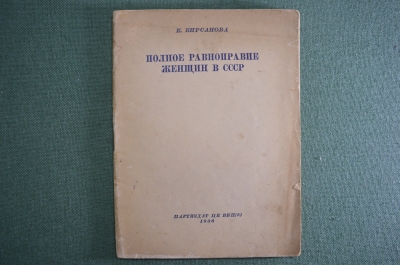 К. КИРСАНОВА
ПОЛНОЕ РАВНОПРАВИЕ
ЖЕНЩИН В СССР
ПАРТИЗДАТ ЦК ВКП(б)
1936